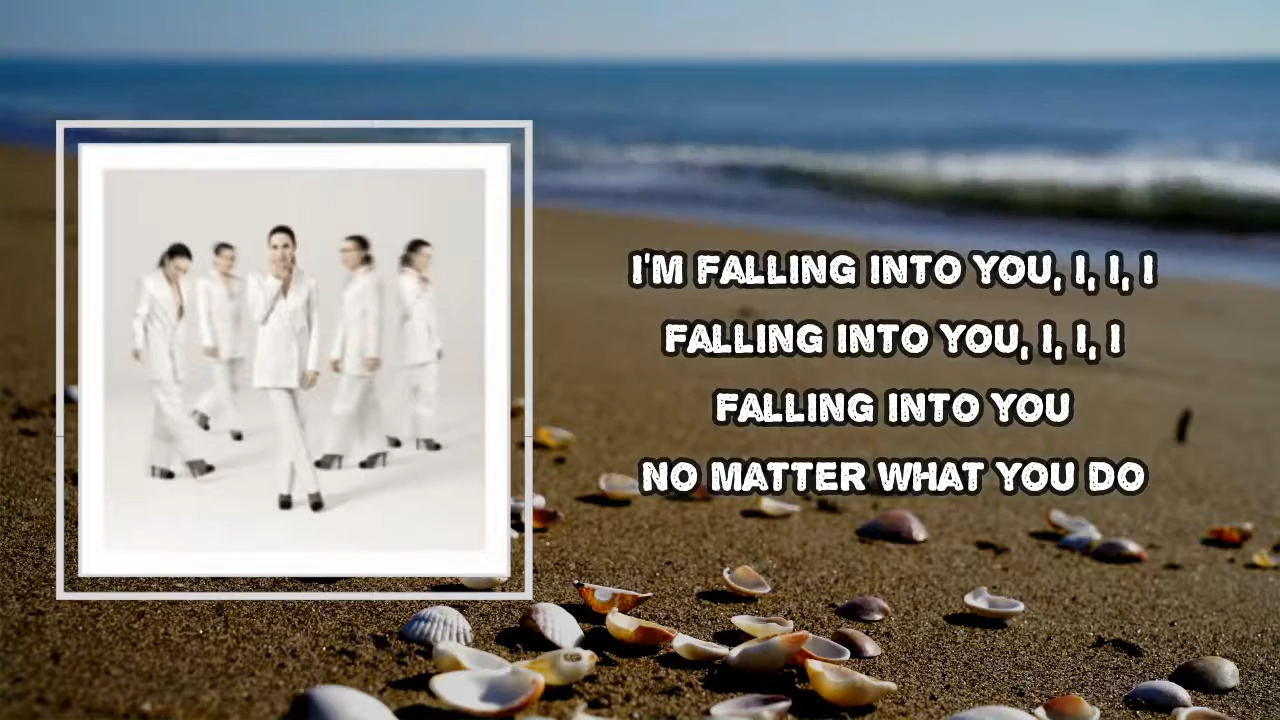 I'M FALLING INTO YOU, I, I, I
FALLING INTO YOU, I, I, I
FALLING INTO YOU
NO MATTER WHAT YOU DO